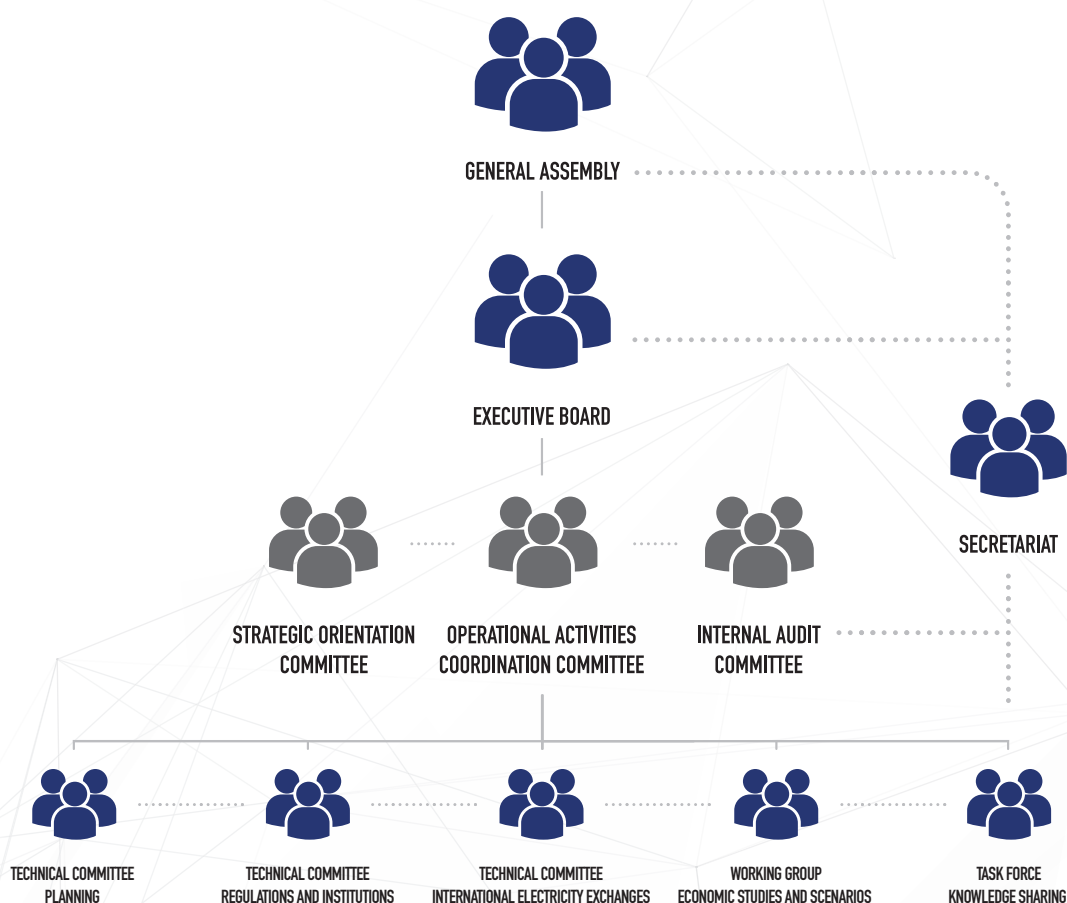 GENERAL ASSEMBLY
EXECUTIVE BOARD
SECRETARIAT
STRATEGIC ORIENTATION
COMMITTEE
OPERATIONAL ACTIVITIES
COORDINATION COMMITTEE
INTERNAL AUDIT
COMMITTEE
TECHNICAL COMMITTEE
PLANNING
TECHNICAL COMMITTEE
REGULATIONS AND INSTITUTIONS
TECHNICAL COMMITTEE
INTERNATIONAL ELECTRICITY EXCHANGES
WORKING GROUP
ECONOMIC STUDIES AND SCENARIOS
TASK FORCE
KNOWLEDGE SHARING